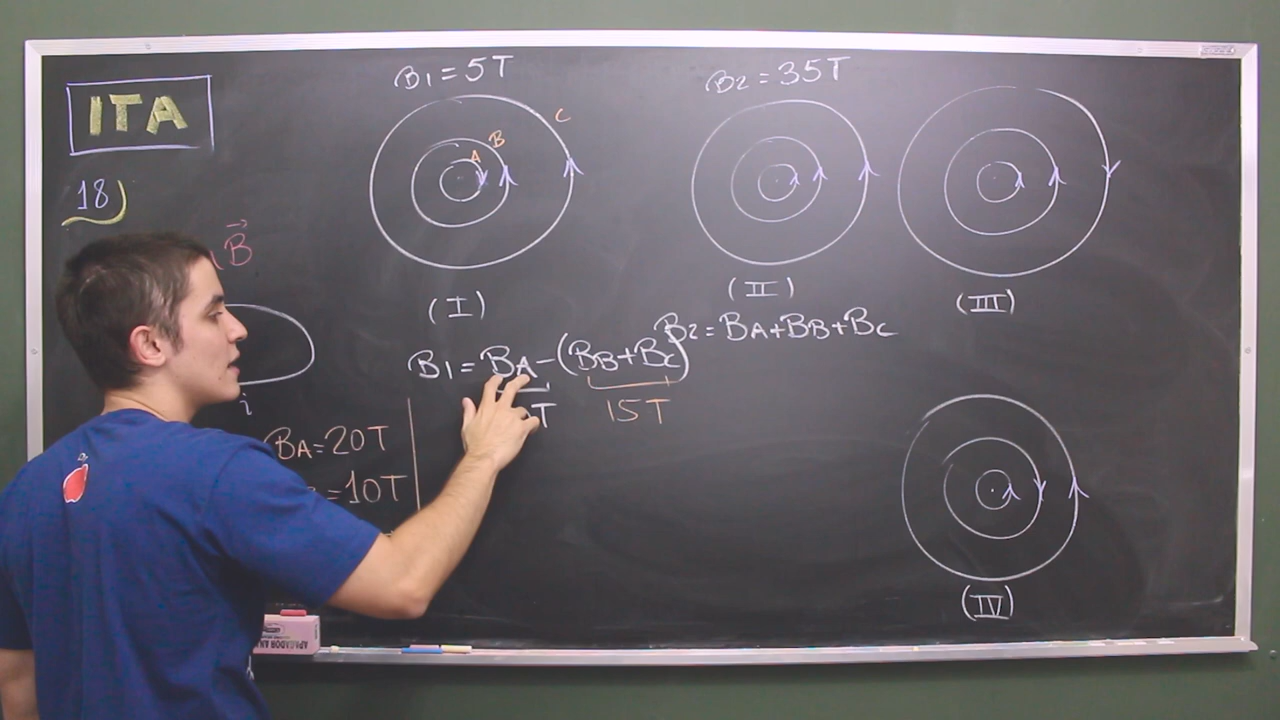 ITA
18)
B1=5T
B2=35T
A
B
C
(I)
(II)
(III)
B
i
B1=BA-(BB+BC)
B2=BA+BB+BC
T
15T
BA=20T
=10T
(IV)
APAGADOR